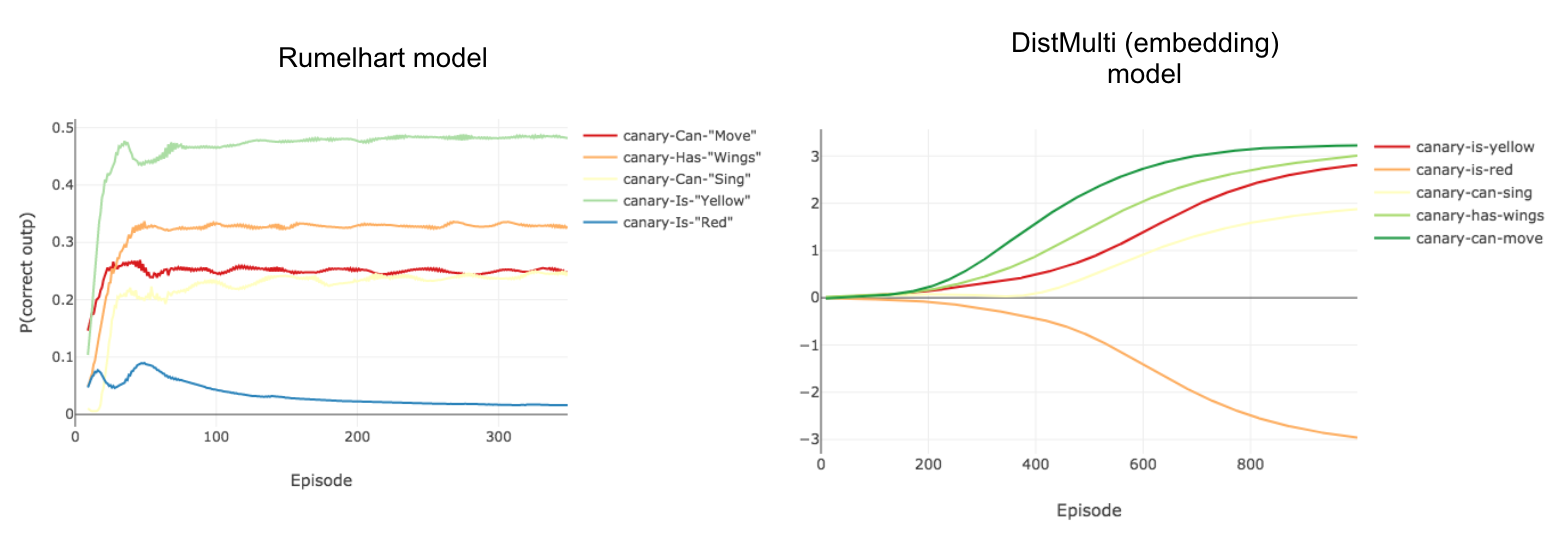 Rumelhart model
0.5
0.4
0.3
0.2
0.1
0
0
100
200
300
P(correct outp)
Episode
canary-Can-"Move"
canary-Has-"Wings"
canary-Can-"Sing"
canary-Is-"Yellow"
canary-Is-"Red"
DistMulti (embedding)
model
3
2
1
0
−1
−2
−3
0
200
400
600
800
Episode
canary-is-yellow
canary-is-red
canary-can-sing
canary-has-wings
canary-can-move